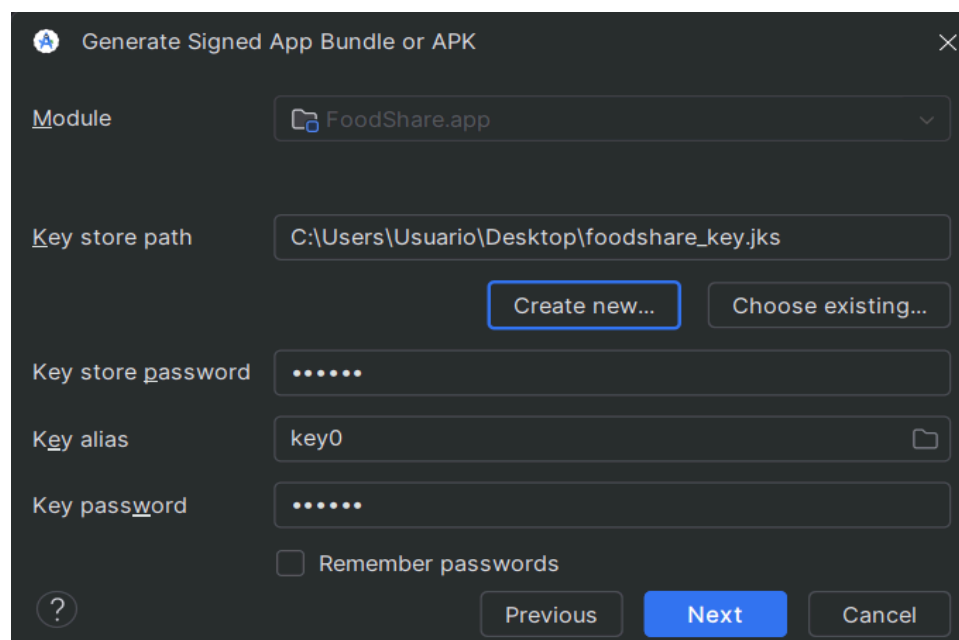 Generate Signed App Bundle or APK
Module
FoodShare.app
Key store path
C:\Users\Usuario\Desktop\foodshare_key.jks
Create new...
Choose existing...
Key store password
••••••
Key alias
key0
Key password
••••••
Remember passwords
?
Previous
Next
Cancel